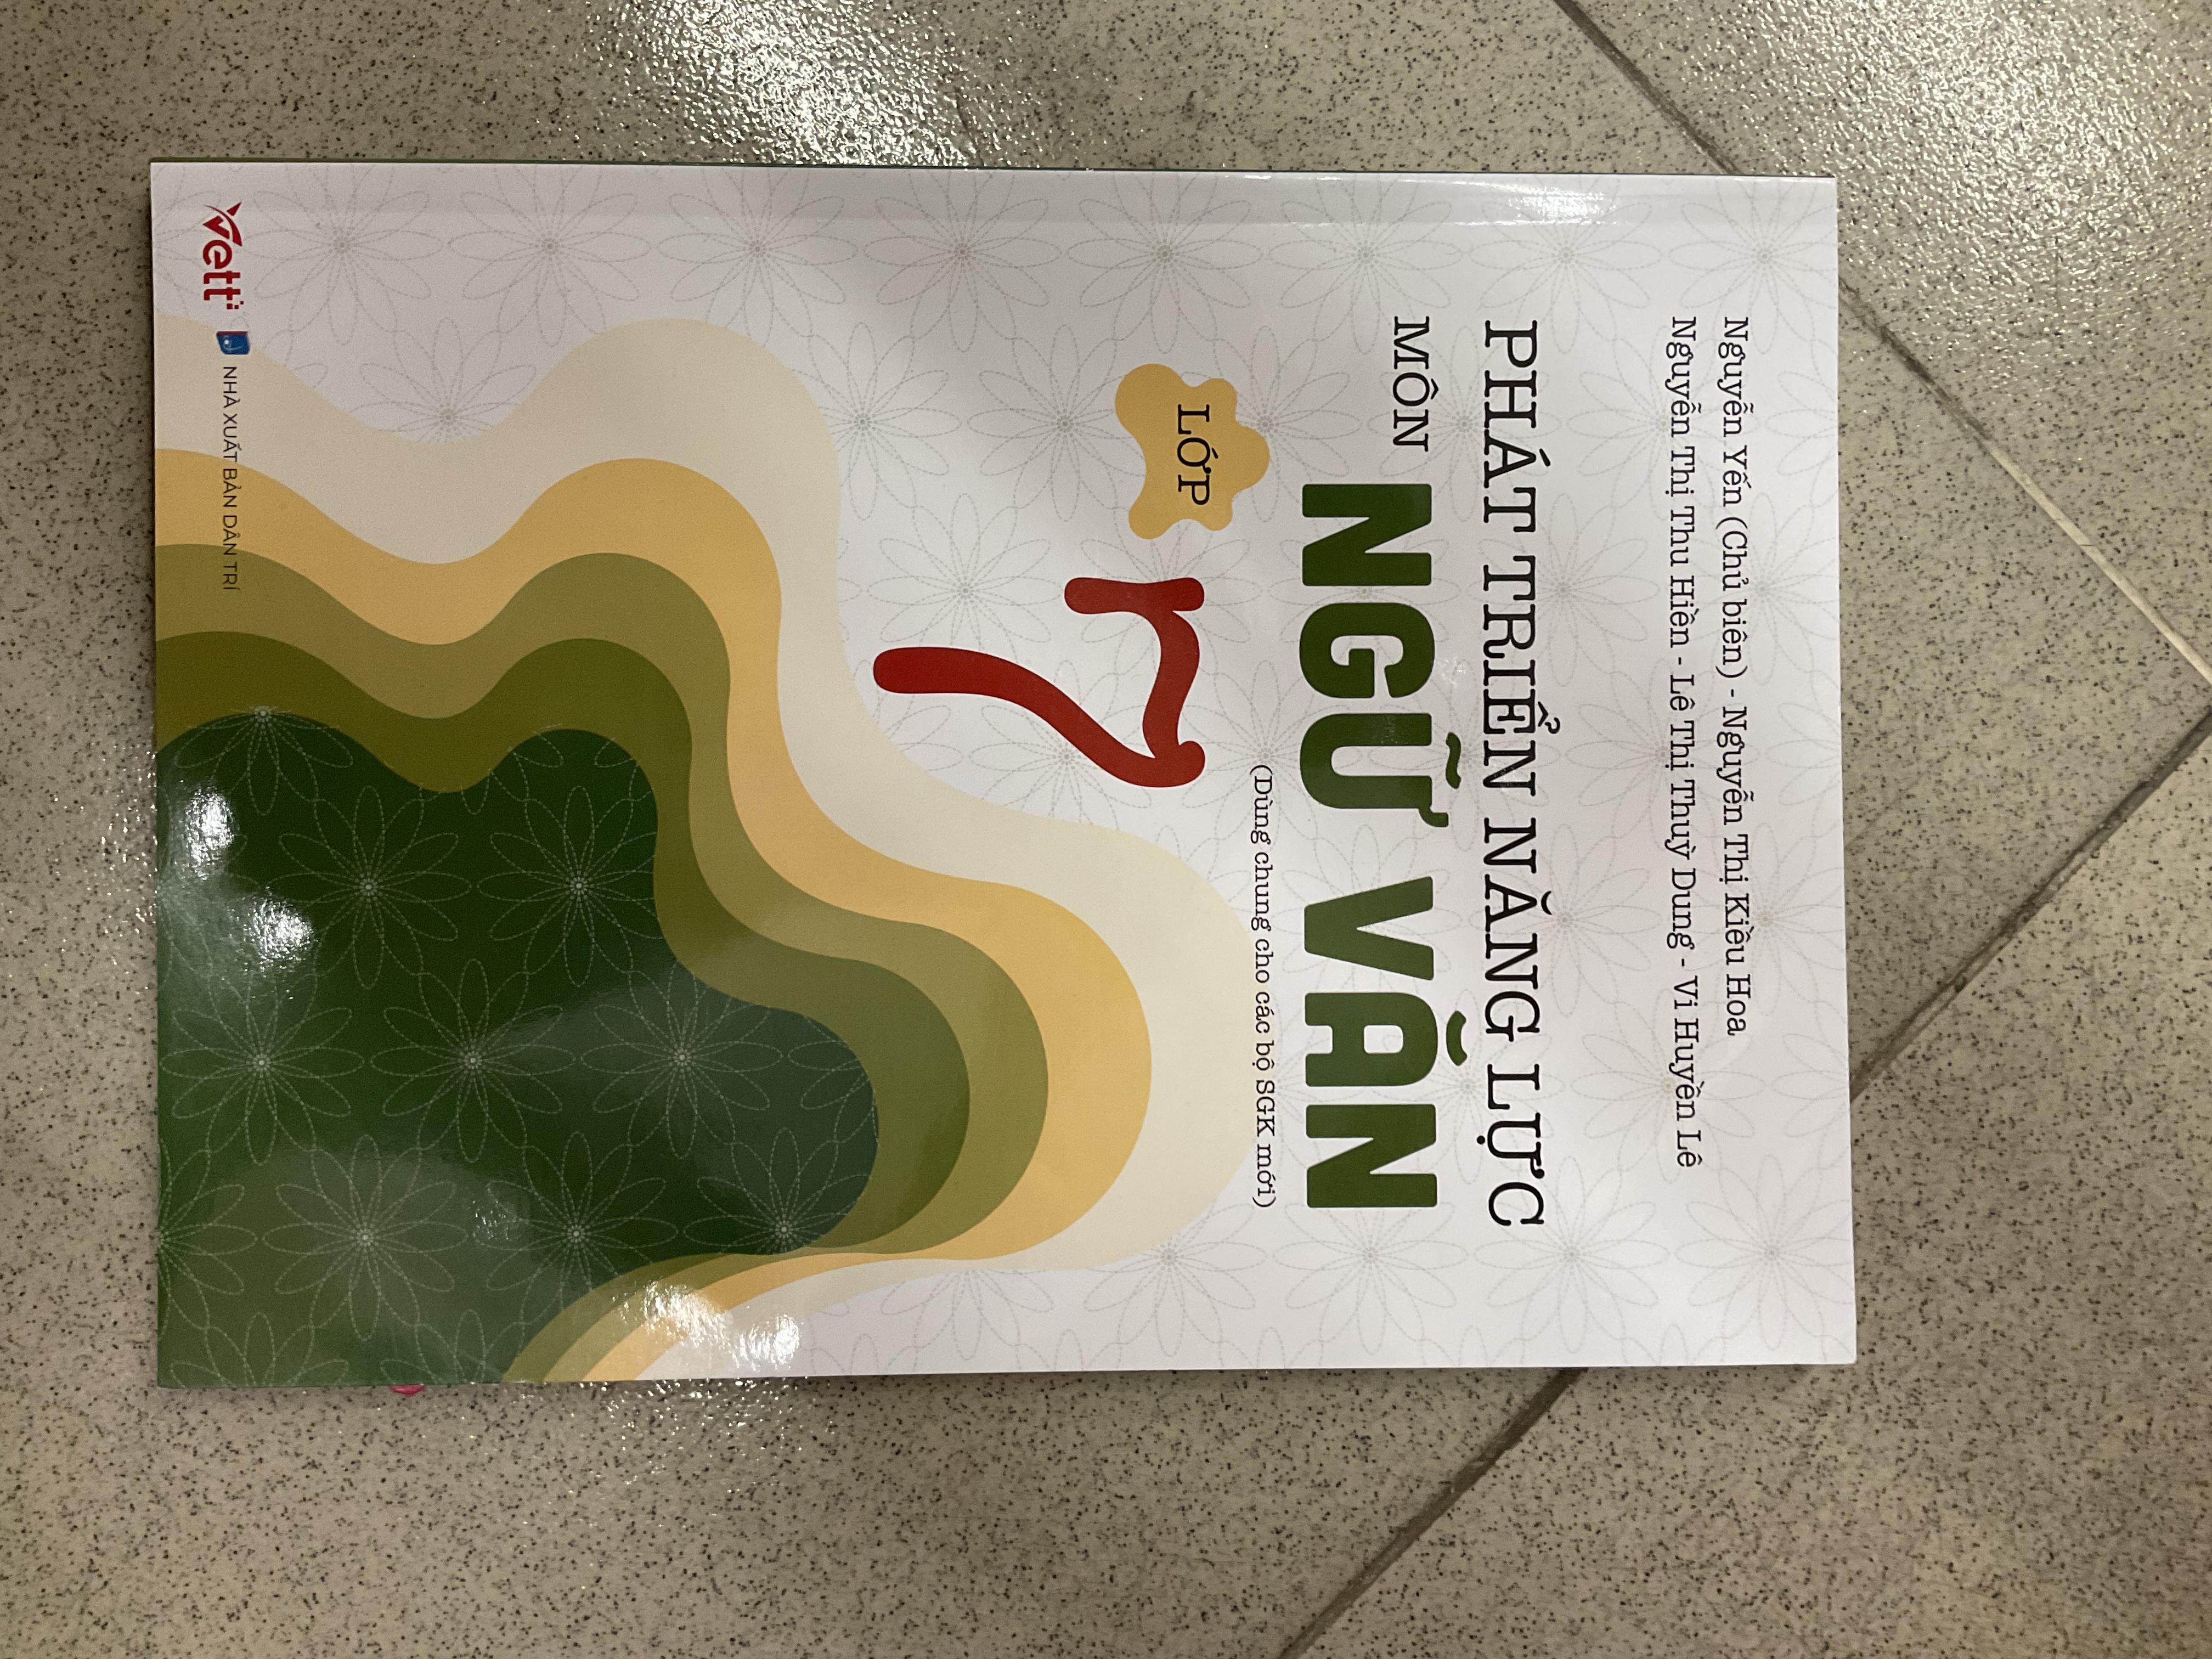 Nguyễn Yến (Chủ biên) - Nguyễn Thị Kiều Hoa
Nguyễn Thị Thu Hiền - Lê Thị Thuỳ Dung - Vi Huyền Lê
PHÁT TRIỂN NĂNG LỰC
MÔN NGỮ VĂN
(Dùng chung cho các bộ SGK mới)
LỚP 7
vett NHÀ XUẤT BẢN DÂN TRÍ